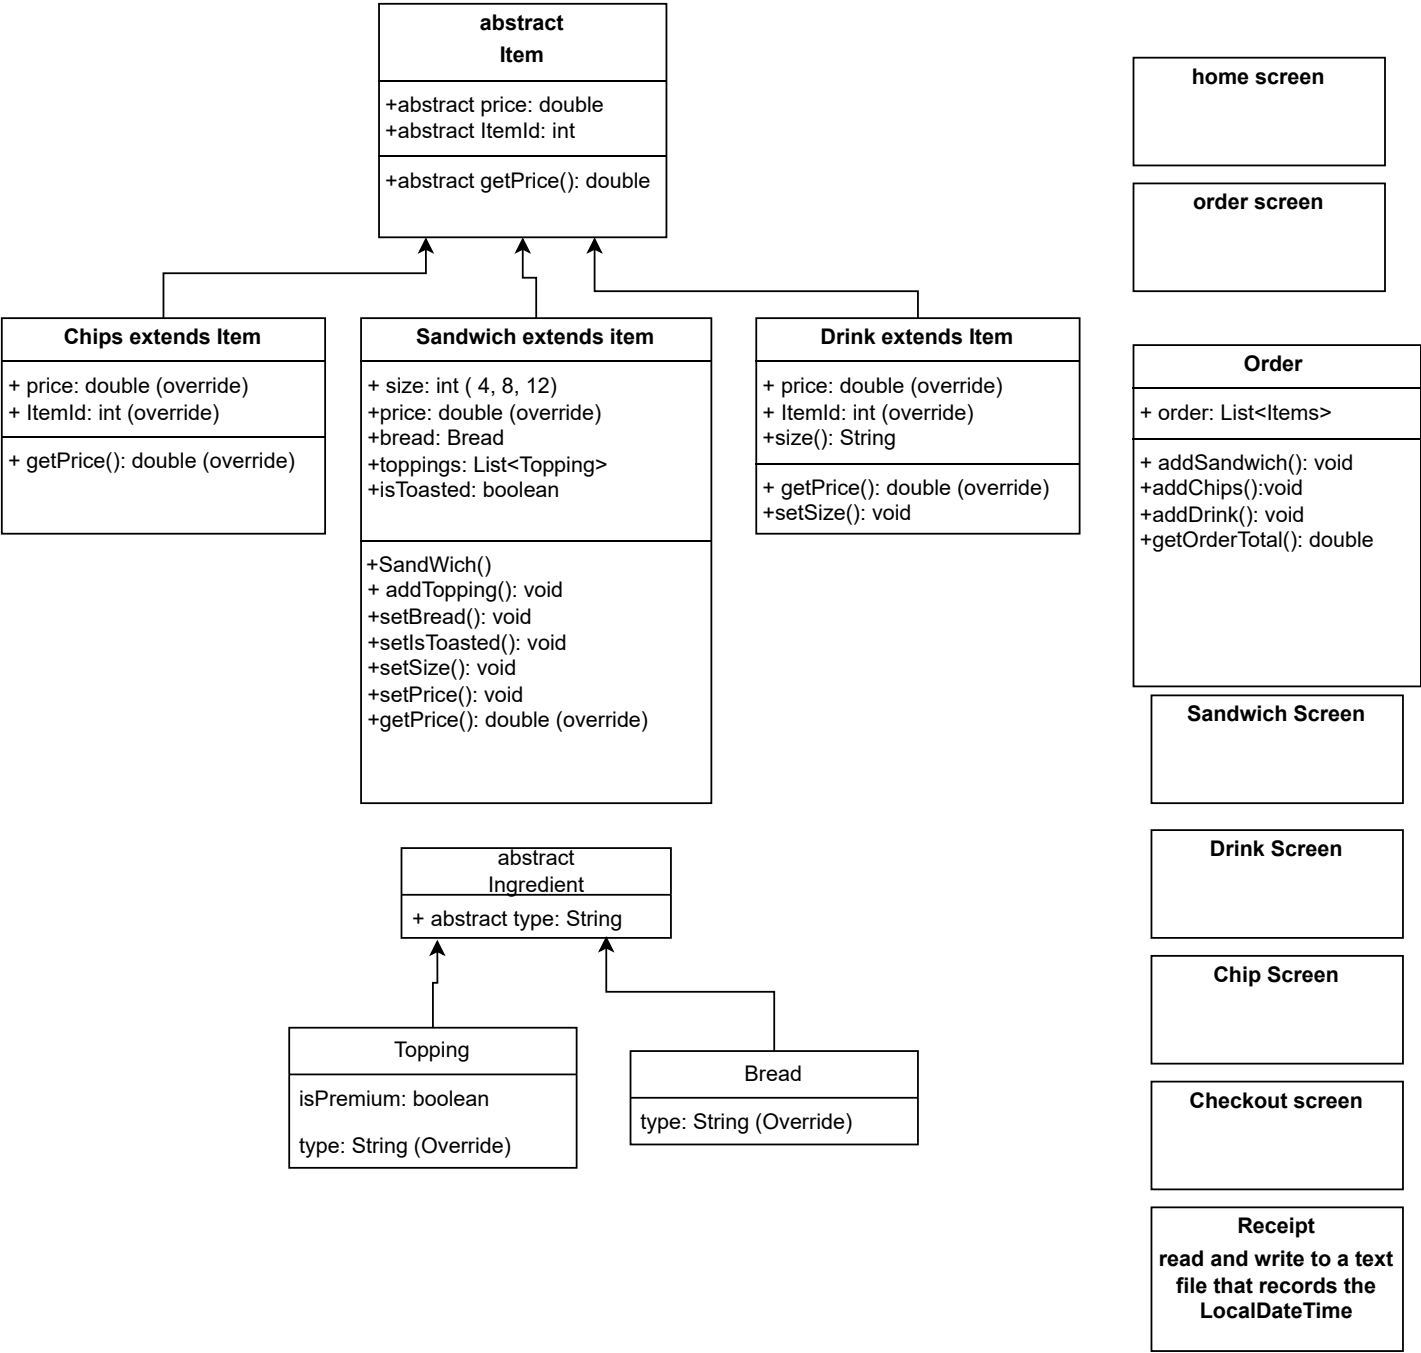 abstract
Item
+abstract price: double
+abstract ItemId: int
+abstract getPrice(): double
home screen
order screen
Chips extends Item
+ price: double (override)
+ ItemId: int (override)
+ getPrice(): double (override)
Sandwich extends item
+ size: int ( 4, 8, 12)
+price: double (override)
+bread: Bread
+toppings: List<Topping>
+isToasted: boolean
+SandWich()
+ addTopping(): void
+setBread(): void
+setIsToasted(): void
+setSize(): void
+setPrice(): void
+getPrice(): double (override)
Drink extends Item
+ price: double (override)
+ ItemId: int (override)
+size(): String
+ getPrice(): double (override)
+setSize(): void
Order
+ order: List<Items>
+ addSandwich(): void
+addChips():void
+addDrink(): void
+getOrderTotal(): double
Sandwich Screen
abstract
Ingredient
+ abstract type: String
Topping
isPremium: boolean
type: String (Override)
Bread
type: String (Override)
Drink Screen
Chip Screen
Checkout screen
Receipt
read and write to a text
file that records the
LocalDateTime